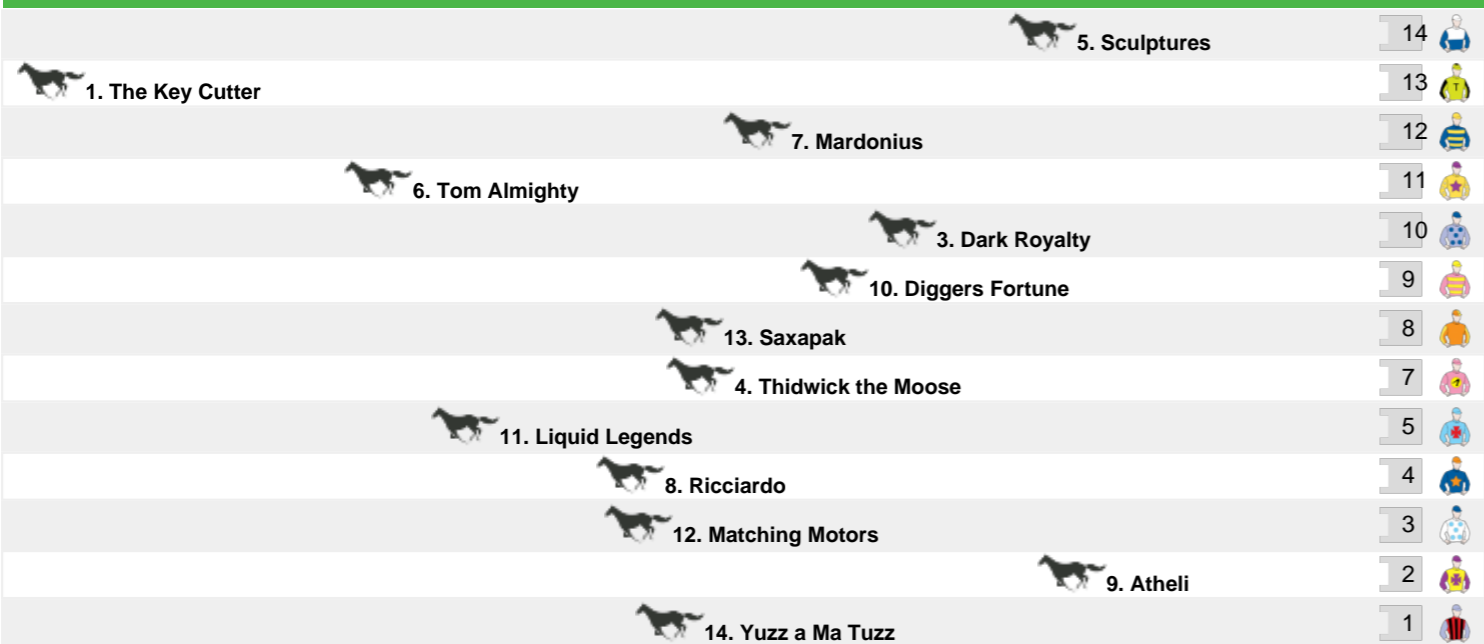 5. Sculptures 14
1. The Key Cutter 13 T
7. Mardonius 12
6. Tom Almighty 11
3. Dark Royalty 10
10. Diggers Fortune 9
13. Saxapak 8
4. Thidwick the Moose 7
11. Liquid Legends 5
8. Ricciardo 4
12. Matching Motors 3
9. Atheli 2
14. Yuzz a Ma Tuzz 1